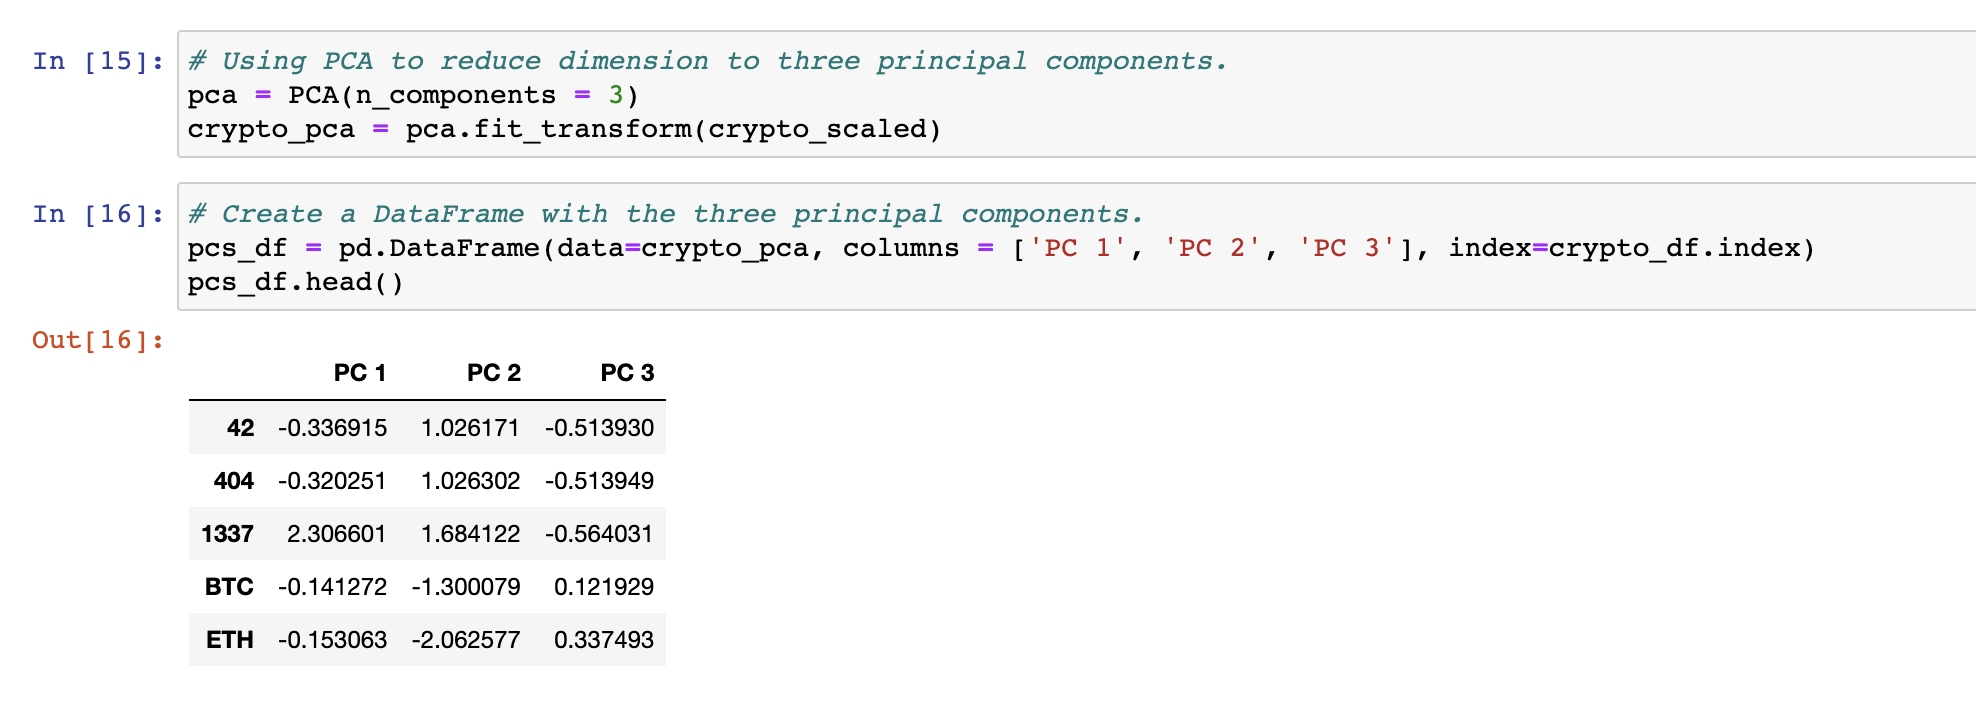 In [15]: # Using PCA to reduce dimension to three principal components.
pca = PCA(n_components = 3)
crypto_pca = pca.fit_transform(crypto_scaled)
In [16]: # Create a DataFrame with the three principal components.
pcs_df = pd.DataFrame(data=crypto_pca, columns = ['PC 1', 'PC 2', 'PC 3'], index=crypto_df.index)
pcs_df.head()
Out[16]:
PC 1 PC 2 PC 3
42 -0.336915 1.026171 -0.513930
404 -0.320251 1.026302 -0.513949
1337 2.306601 1.684122 -0.564031
BTC -0.141272 -1.300079 0.121929
ETH -0.153063 -2.062577 0.337493